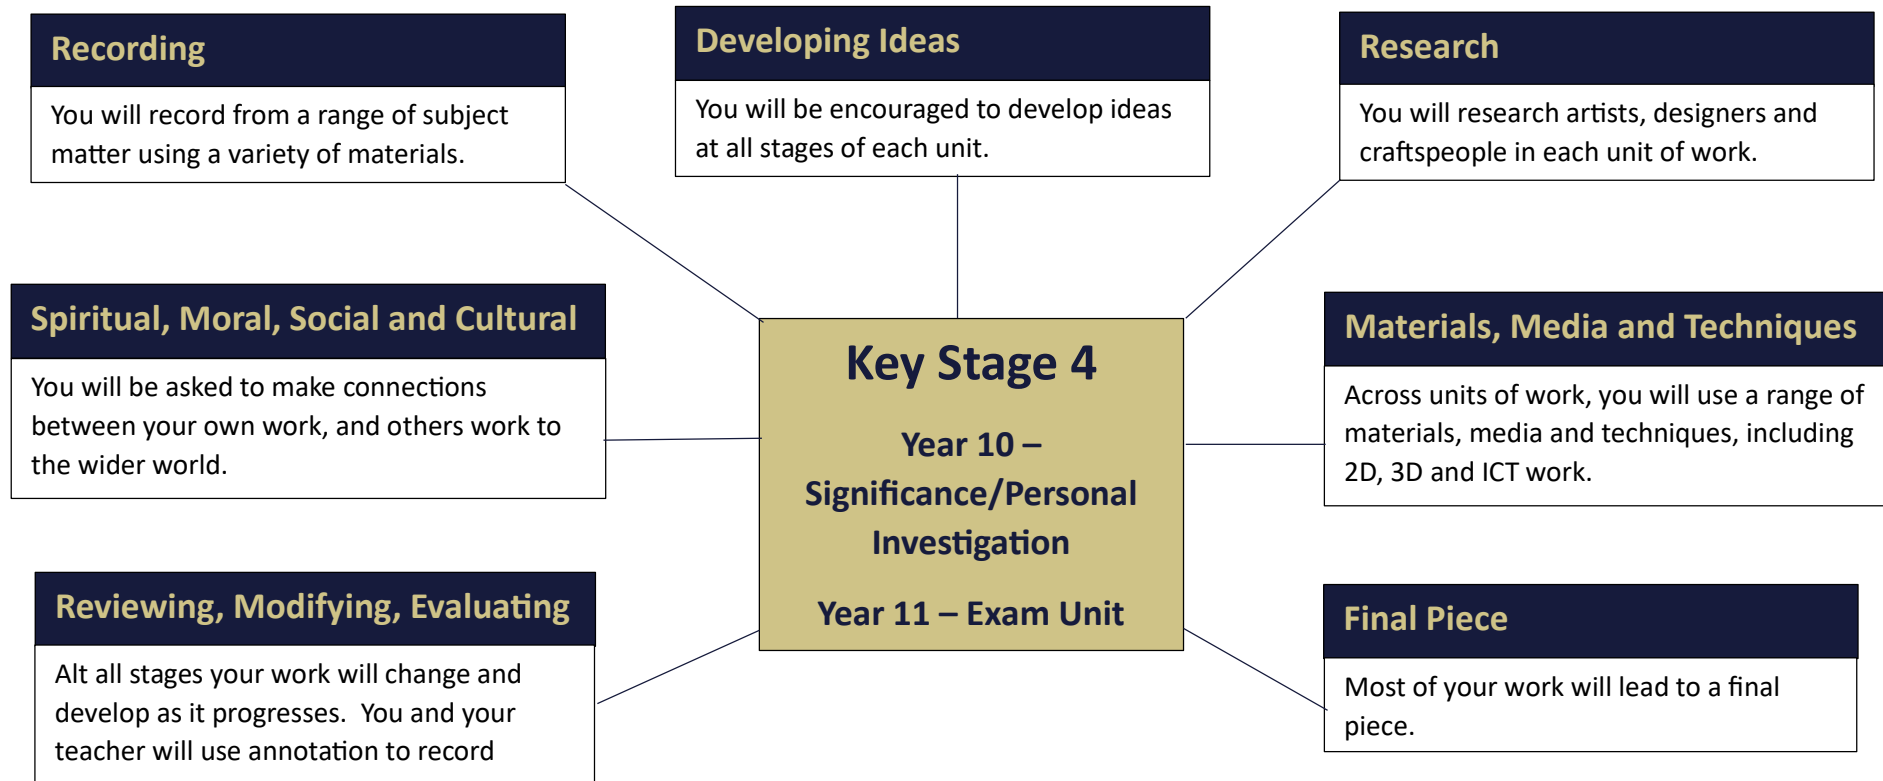 Recording
You will record from a range of subject
matter using a variety of materials.
Developing Ideas
You will be encouraged to develop ideas
at all stages of each unit.
Research
You will research artists, designers and
craftspeople in each unit of work.
Spiritual, Moral, Social and Cultural
You will be asked to make connections
between your own work, and others work to
the wider world.
Key Stage 4
Year 10 –
Significance/Personal
Investigation
Year 11 – Exam Unit
Materials, Media and Techniques
Across units of work, you will use a range of
materials, media and techniques, including
2D, 3D and ICT work.
Reviewing, Modifying, Evaluating
Alt all stages your work will change and
develop as it progresses.  You and your
teacher will use annotation to record
Final Piece
Most of your work will lead to a final
piece.